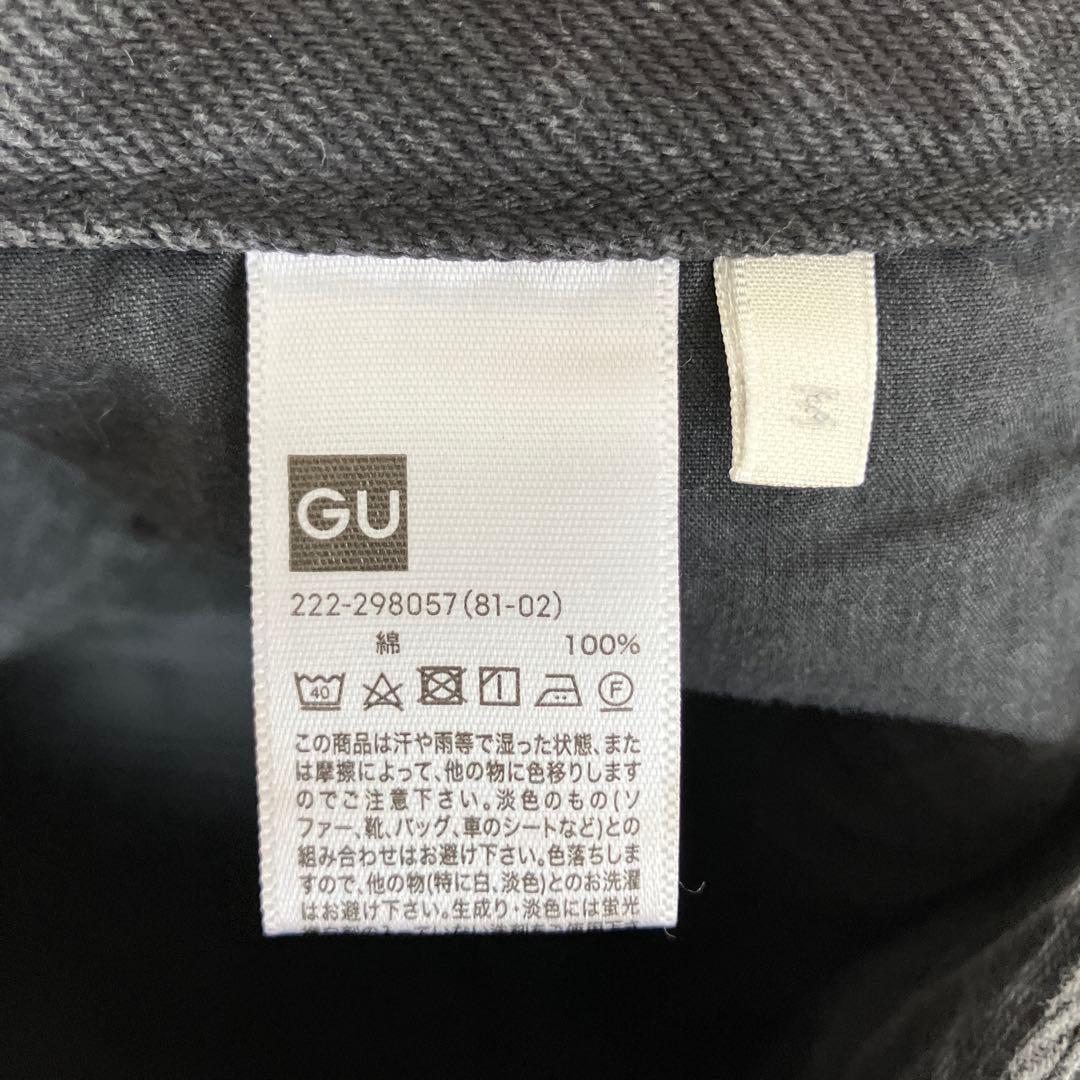 GU
222-298057(81-02)
綿 100%
40 F
この商品は汗や雨等で湿った状態、また
は摩擦によって、他の物に色移りします
のでご注意下さい。淡色のもの(ソ
ファー、靴、バッグ、車のシートなど)との
組み合わせはお避け下さい。色落ちしま
すので、他の物(特に白、淡色)とのお洗濯
はお避け下さい。生成り・淡色には蛍光